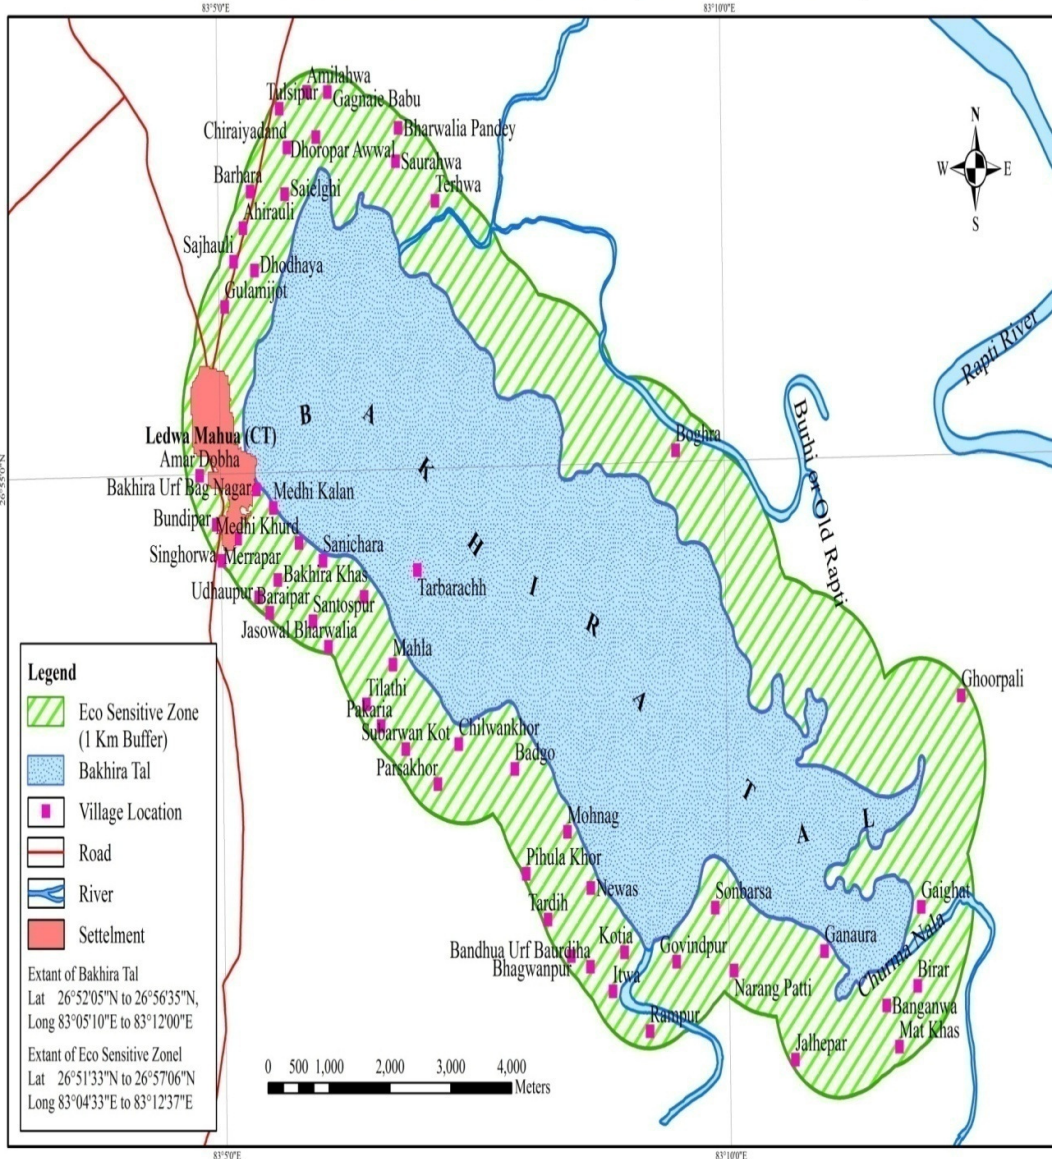 83°5'0"E
83°10'0"E
Amilahwa
Tulsipur
Gagnaie Babu
Chiraiyadand
Bharwalia Pandey
Dhoropar Awwal
Saurahwa
Barhara
Sajelghi
Terhwa
Ahirauli
Sajhauli
Dhodhaya
Gulamijot
N
W
E
S
Rapti River
B A K H I R A T A L
Ledwa Mahua (CT)
Boghra
Burhi or Old Rapti
26°55'0"N
Amar Dobha
Bakhira Urf Bag Nagar
Medhi Kalan
Bundipar
Medhi Khurd
Sanichara
Singhorwa
Merrapar
Bakhira Khas
Tarbarachh
Udhaupur
Baraipar
Santospur
Jasowal Bharwalia
Mahla
Ghoorpali
Tilathi
Pakaria
Subarwan Kot
Chilwankhor
Badgo
Parsakhor
Mohnag
Pihula Khor
Newas
Tardih
Sonbarsa
Gaighat
Bandhua Urf Baurdiha
Kotia
Govindpur
Ganaura
Churma Nala
Bhagwanpur
Itwa
Narang Patti
Birar
Banganwa
Rampur
Jalhepar
Mat Khas
Legend
Eco Sensitive Zone
(1 Km Buffer)
Bakhira Tal
Village Location
Road
River
Settelment
Extant of Bakhira Tal
Lat 26°52'05"N to 26°56'35"N,
Long 83°05'10"E to 83°12'00"E
Extant of Eco Sensitive Zonel
Lat 26°51'33"N to 26°57'06"N
Long 83°04'33"E to 83°12'37"E
0 500 1,000 2,000 3,000 4,000
Meters
83°5'0"E
83°10'0"E